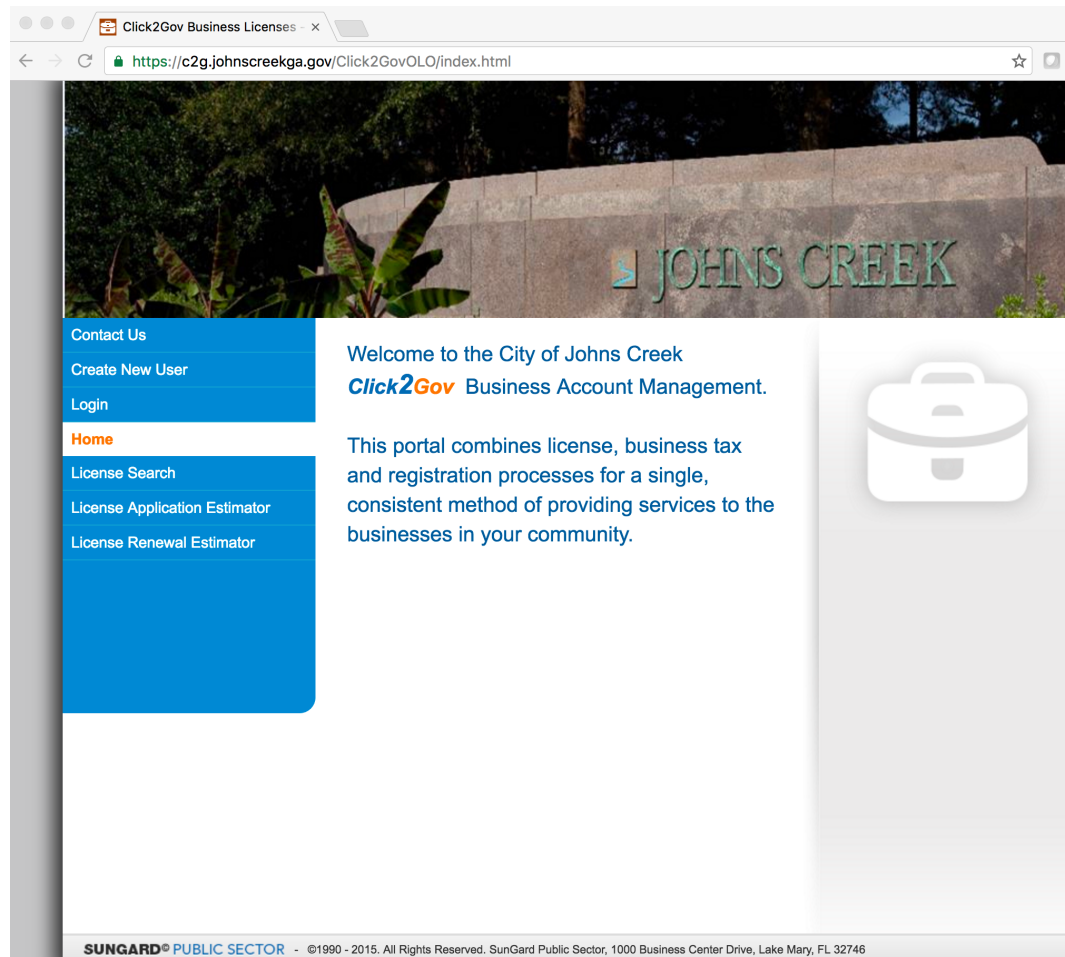 Click2Gov Business Licenses -
https://c2g.johnscreekga.gov/Click2GovOLO/index.html
JOHNS CREEK
Contact Us
Create New User
Login
Home
License Search
License Application Estimator
License Renewal Estimator
Welcome to the City of Johns Creek
Click2Gov Business Account Management.
This portal combines license, business tax
and registration processes for a single,
consistent method of providing services to the
businesses in your community.
SUNGARD® PUBLIC SECTOR - ©1990 - 2015. All Rights Reserved. SunGard Public Sector, 1000 Business Center Drive, Lake Mary, FL 32746